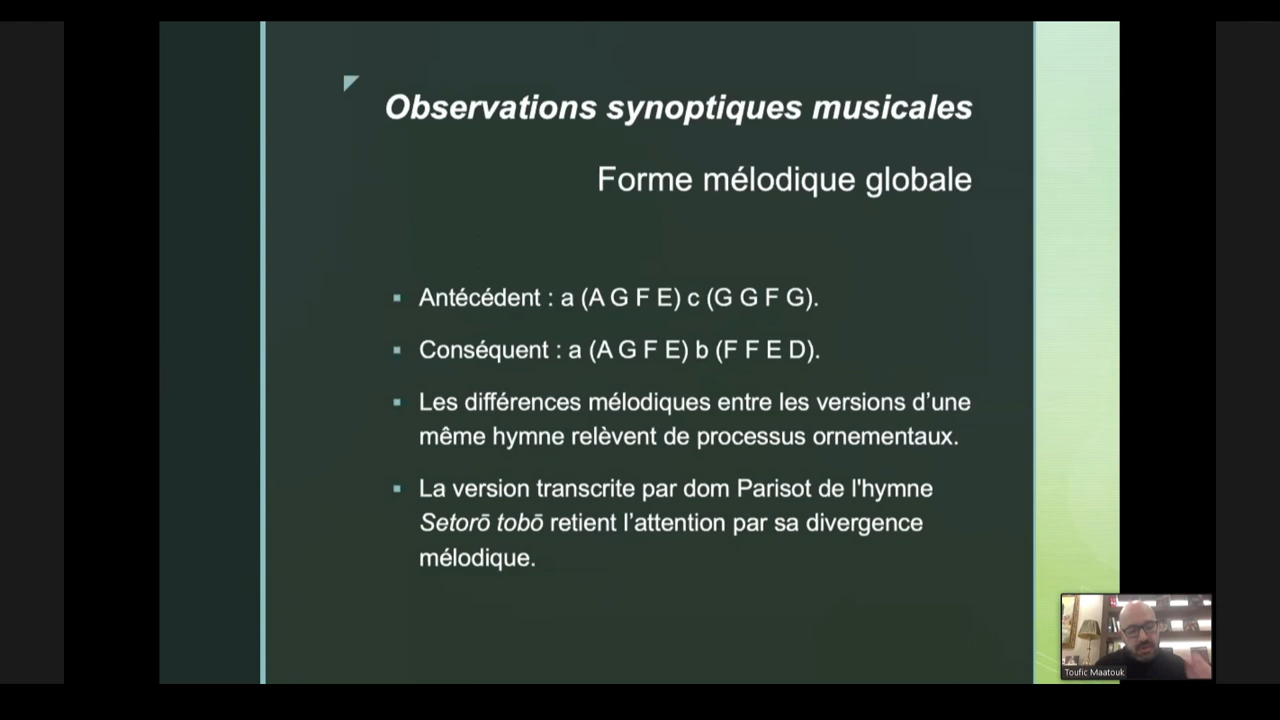 Observations synoptiques musicales
Forme mélodique globale
▪ Antécédent : a (A G F E) c (G G F G).
▪ Conséquent : a (A G F E) b (F F E D).
▪ Les différences mélodiques entre les versions d’une
même hymne relèvent de processus ornementaux.
▪ La version transcrite par dom Parisot de l'hymne
Setorō tobō retient l’attention par sa divergence
mélodique.
Toufic Maatouk